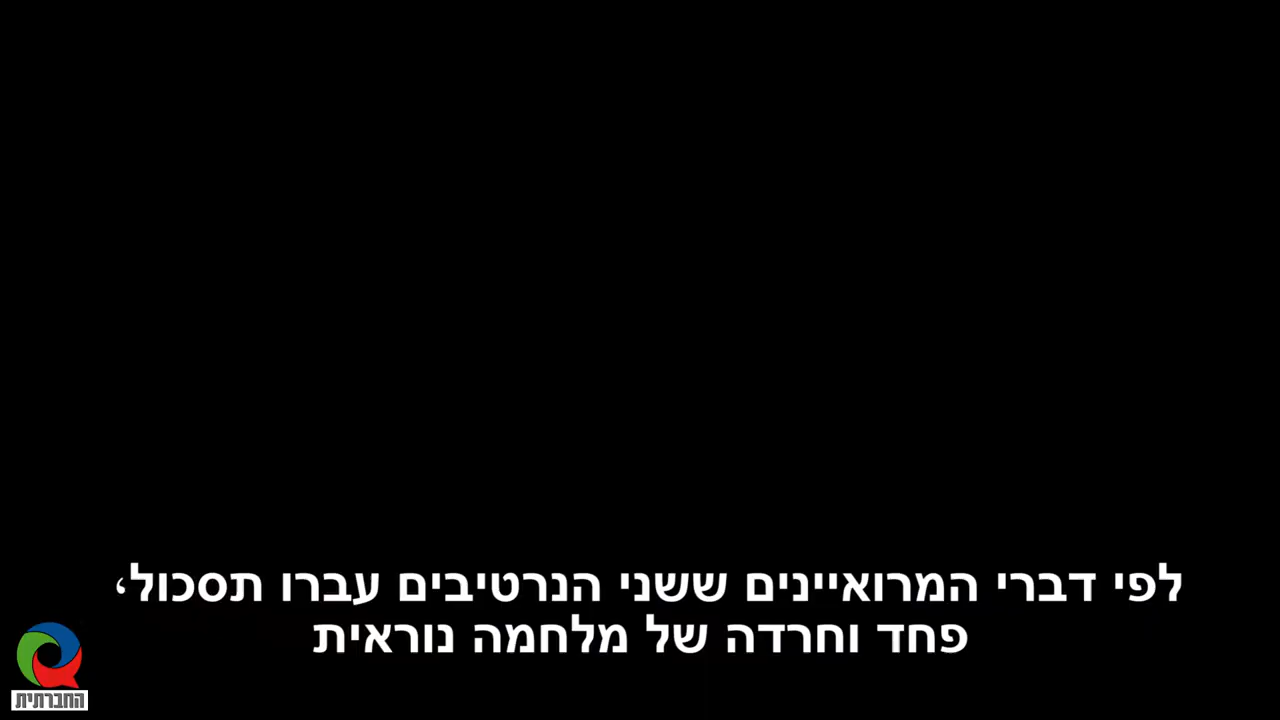 לפי דברי המרואיינים ששני הנרטיבים עברו תסכול،
פחד וחרדה של מלחמה נוראית
החברתית